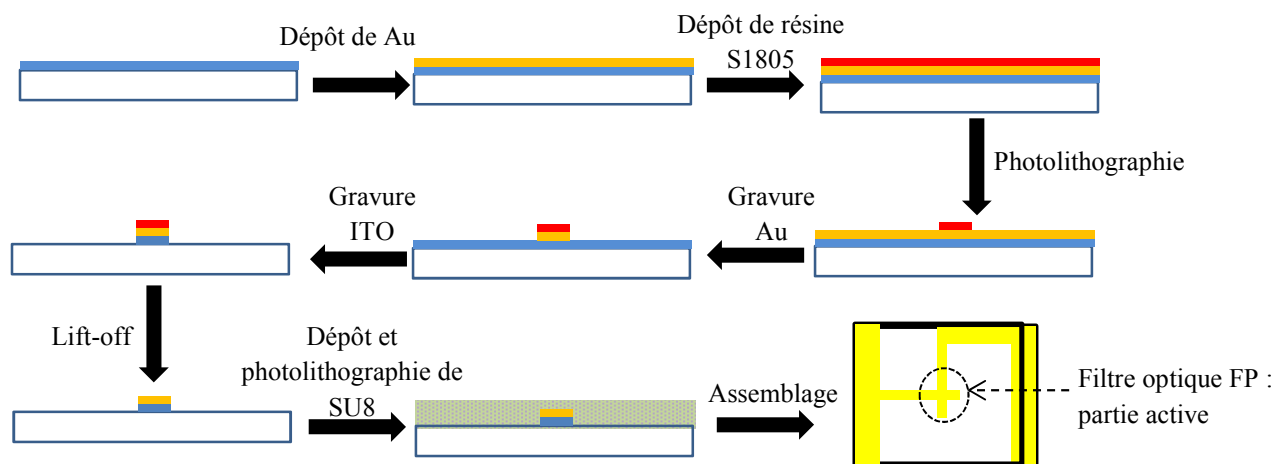 Dépôt de Au
Dépôt de résine
S1805
Photolithographie
Gravure
Au
Gravure
ITO
Lift-off
Dépôt et
photolithographie de
SU8
Assemblage
Filtre optique FP :
partie active